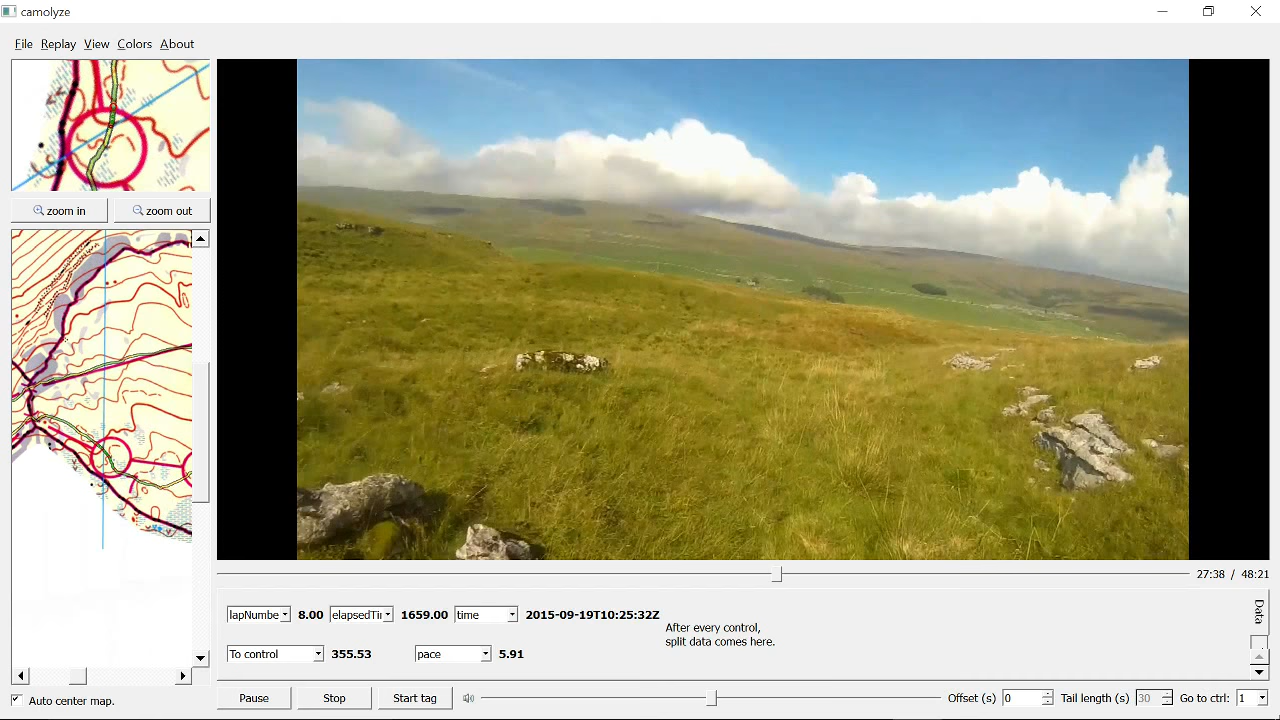 camolyze
File Replay View Colors About
zoom in
zoom out
27:38 / 48:21
lapNumbe 8.00 elapsedTi 1659.00 time 2015-09-19T10:25:32Z
To control 355.53 pace 5.91
After every control,
split data comes here.
Data
Auto center map.
Pause Stop Start tag Offset (s) 0 Tail length (s) 30 Go to ctrl: 1